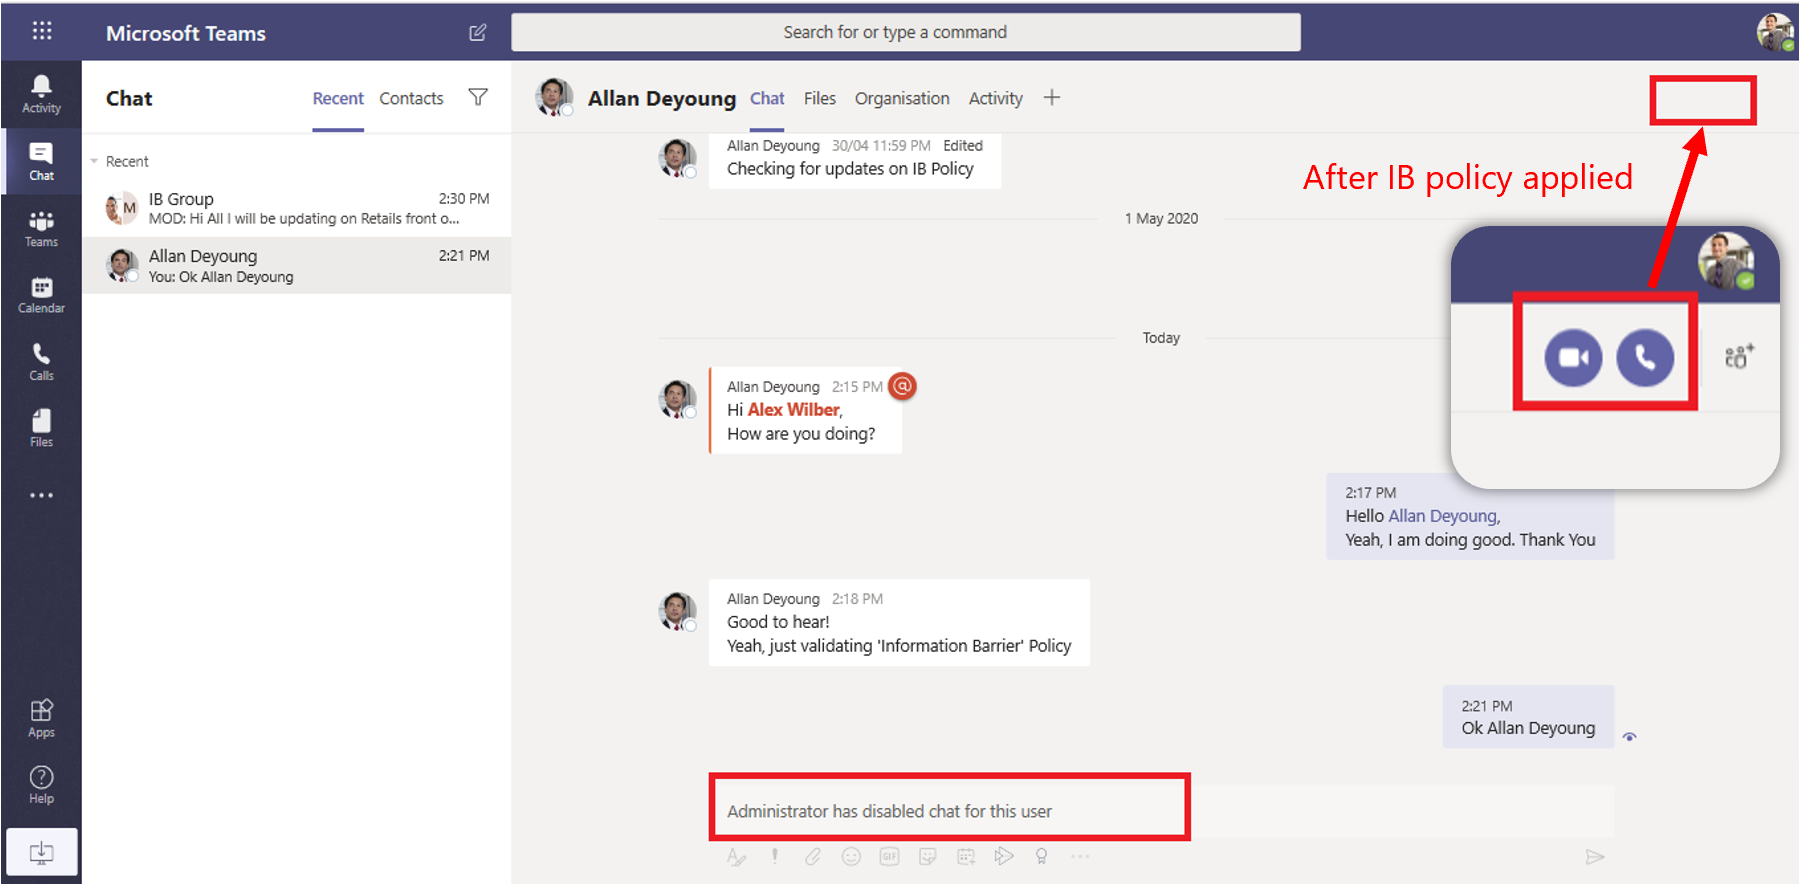 Microsoft Teams
Search for or type a command
Activity
Chat
Teams
Calendar
Calls
Files
Apps
Help
Chat
Recent Contacts
Recent
IB Group 2:30 PM
M
MOD: Hi All I will be updating on Retails front o...
Allan Deyoung 2:21 PM
You: Ok Allan Deyoung
Allan Deyoung Chat Files Organisation Activity
Allan Deyoung 30/04 11:59 PM Edited
Checking for updates on IB Policy
After IB policy applied
1 May 2020
Today
Allan Deyoung 2:15 PM @
Hi Alex Wilber,
How are you doing?
2:17 PM
Hello Allan Deyoung,
Yeah, I am doing good. Thank You
Allan Deyoung 2:18 PM
Good to hear!
Yeah, just validating 'Information Barrier' Policy
2:21 PM
Ok Allan Deyoung
Administrator has disabled chat for this user
GIF